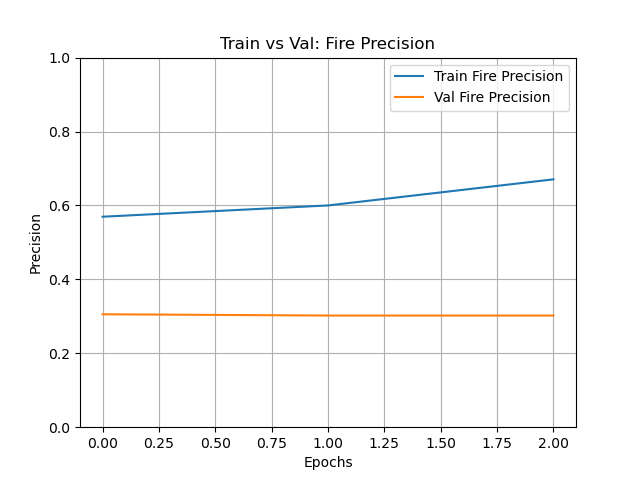 Train vs Val: Fire Precision
Train Fire Precision
Val Fire Precision
Precision
1.0
0.8
0.6
0.4
0.2
0.0
0.00 0.25 0.50 0.75 1.00 1.25 1.50 1.75 2.00
Epochs